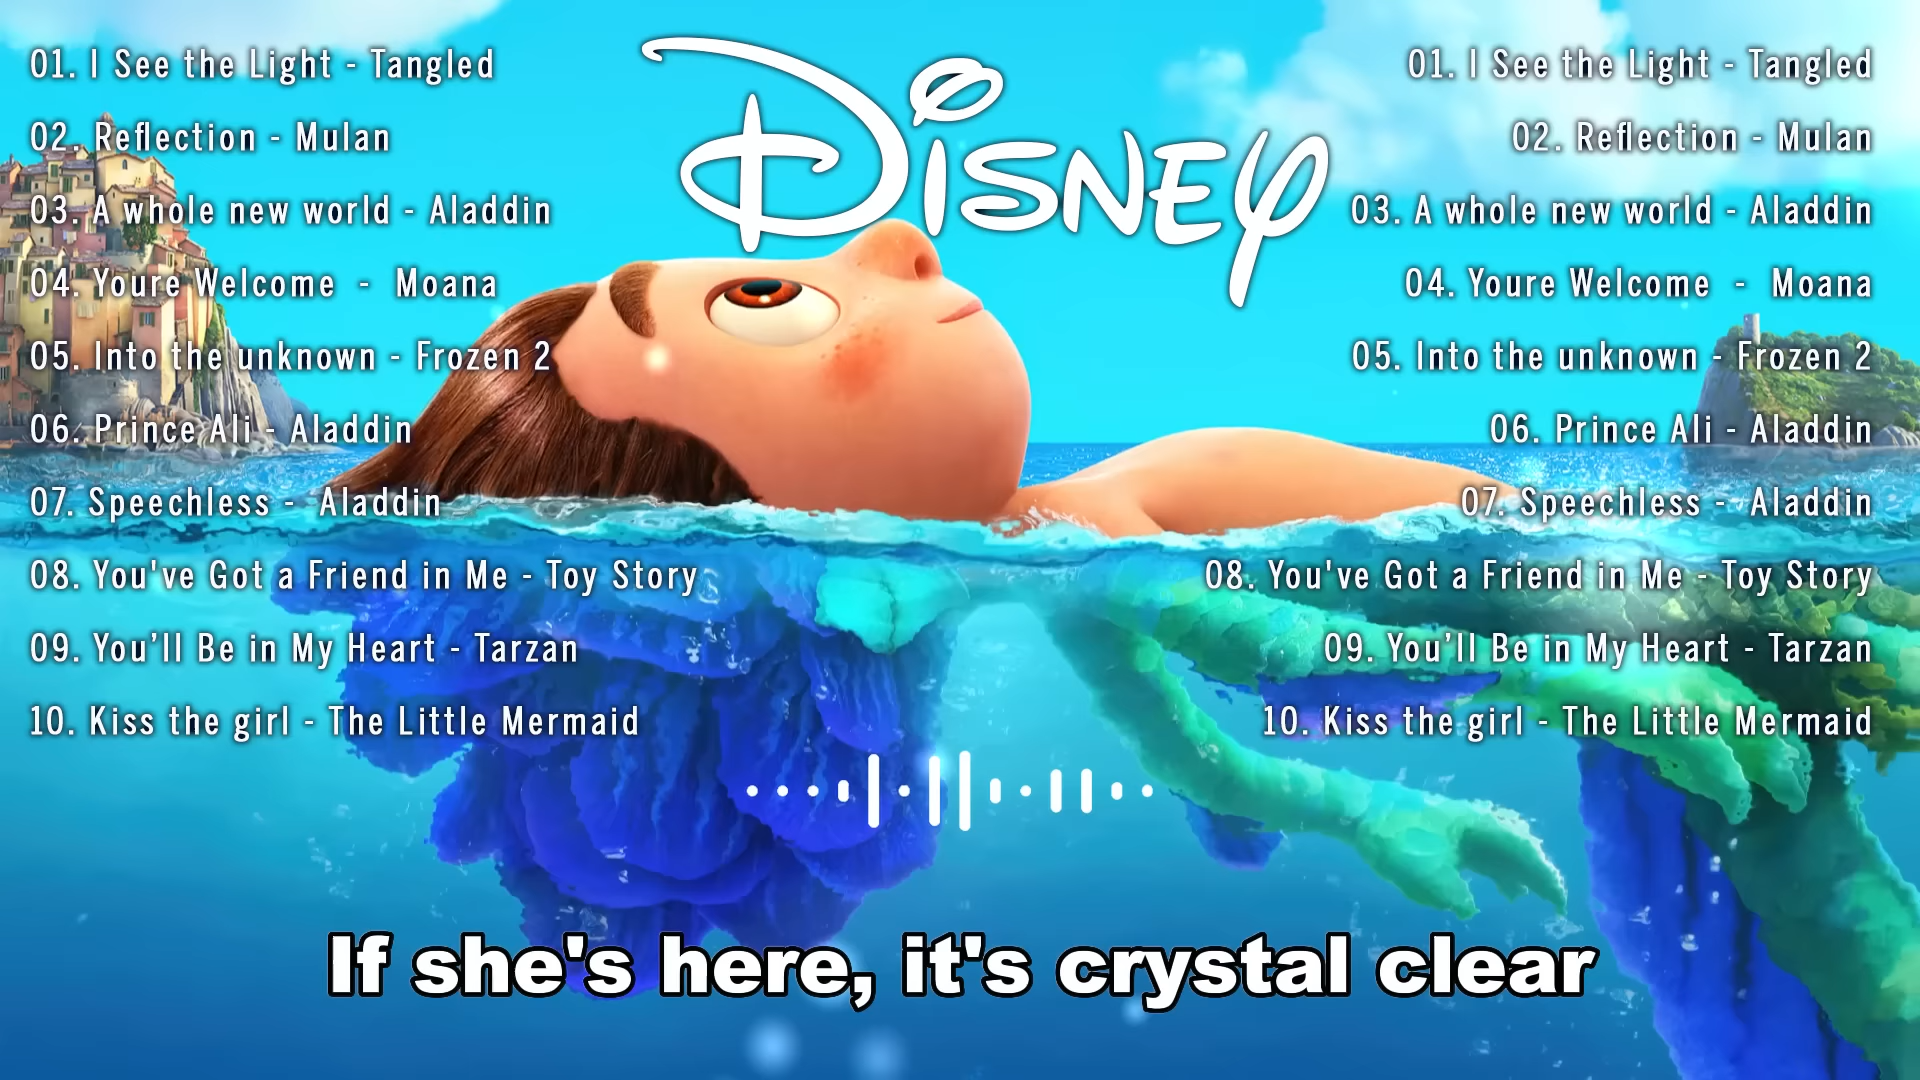 DISNEY
01. I See the Light - Tangled
02. Reflection - Mulan
03. A whole new world - Aladdin
04. Youre Welcome - Moana
05. Into the unknown - Frozen 2
06. Prince Ali - Aladdin
07. Speechless - Aladdin
08. You've Got a Friend in Me - Toy Story
09. You’ll Be in My Heart - Tarzan
10. Kiss the girl - The Little Mermaid
01. I See the Light - Tangled
02. Reflection - Mulan
03. A whole new world - Aladdin
04. Youre Welcome - Moana
05. Into the unknown - Frozen 2
06. Prince Ali - Aladdin
07. Speechless - Aladdin
08. You've Got a Friend in Me - Toy Story
09. You’ll Be in My Heart - Tarzan
10. Kiss the girl - The Little Mermaid
If she's here, it's crystal clear